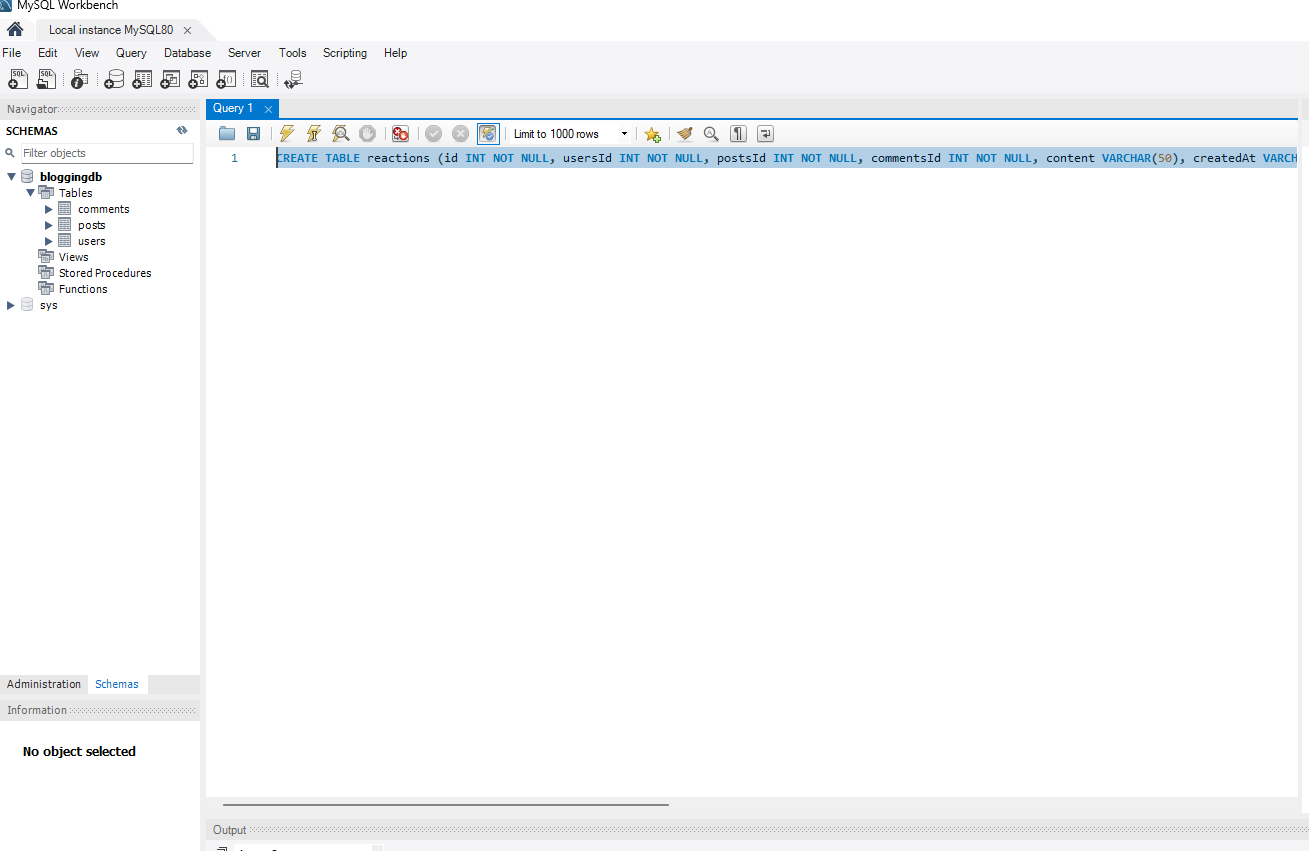 MySQL Workbench
Local instance MySQL80
File Edit View Query Database Server Tools Scripting Help
Navigator
Query 1
SCHEMAS
Limit to 1000 rows
Filter objects
1 CREATE TABLE reactions (id INT NOT NULL, usersId INT NOT NULL, postsId INT NOT NULL, commentsId INT NOT NULL, content VARCHAR(50), createdAt VARCH
bloggingdb
Tables
comments
posts
users
Views
Stored Procedures
Functions
sys
Administration Schemas
Information
No object selected
Output